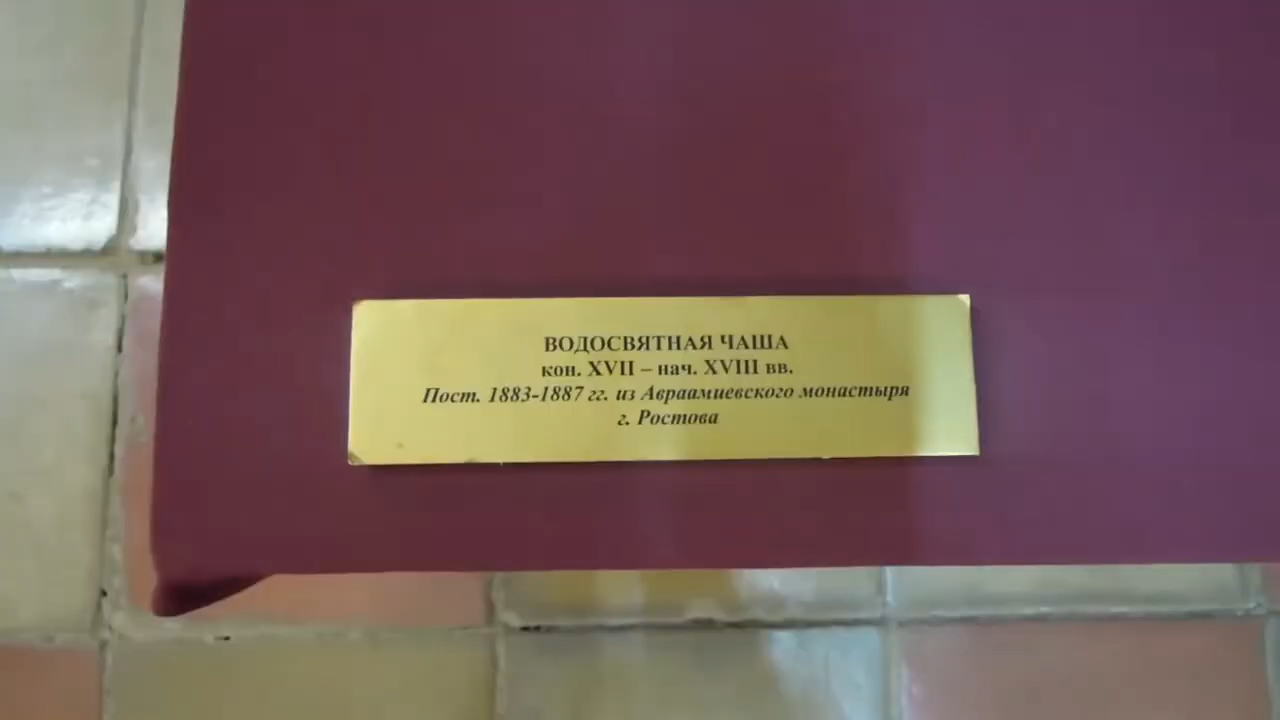 ВОДОСВЯТНАЯ ЧАША
кон. XVII – нач. XVIII вв.
Пост. 1883-1887 гг. из Авраамиевского монастыря
г. Ростова